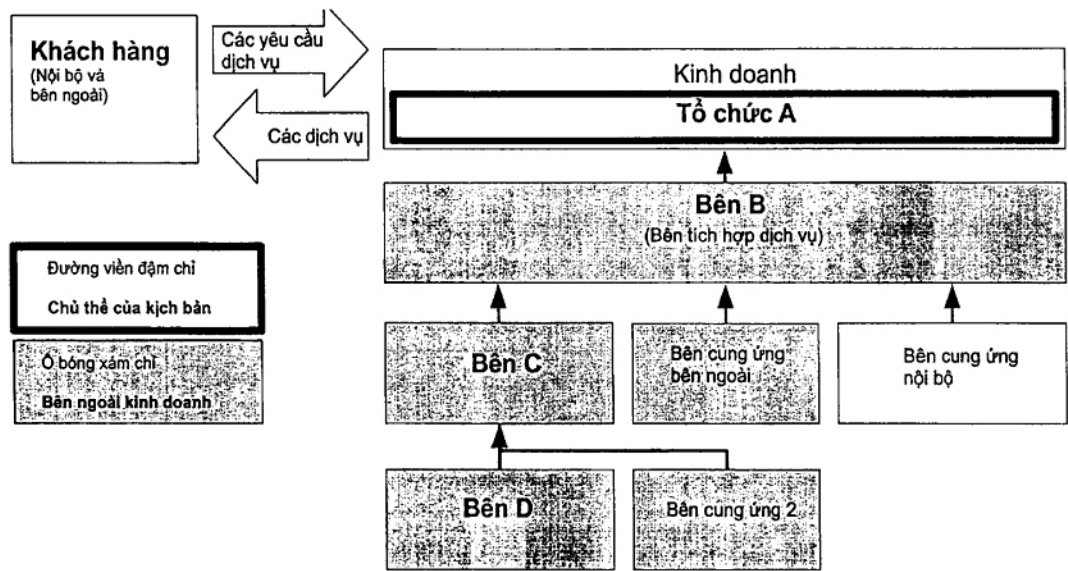 Khách hàng
(Nội bộ và
bên ngoài)
Các yêu cầu
dịch vụ
Các dịch vụ
Kinh doanh
Tổ chức A
Bên B
(Bên tích hợp dịch vụ)
Đường viền đậm chỉ
Chủ thể của kịch bản
Ô bóng xám chỉ
Bên ngoài kinh doanh
Bên C
Bên cung ứng
bên ngoài
Bên cung ứng
nội bộ
Bên D
Bên cung ứng 2